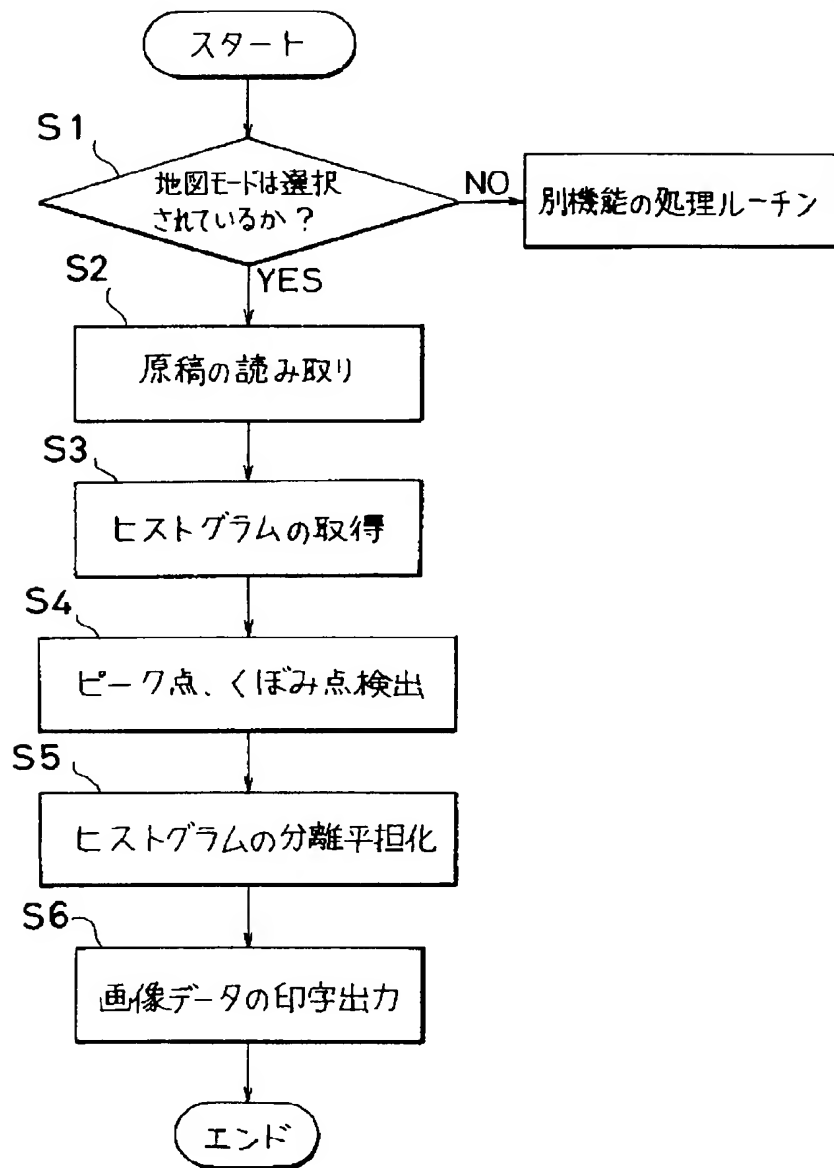 スタート
S1
地図モードは選択
されているか？
NO
別機能の処理ルーチン
YES
S2
原稿の読み取り
S3
ヒストグラムの取得
S4
ピーク点、くぼみ点検出
S5
ヒストグラムの分離平担化
S6
画像データの印字出力
エンド